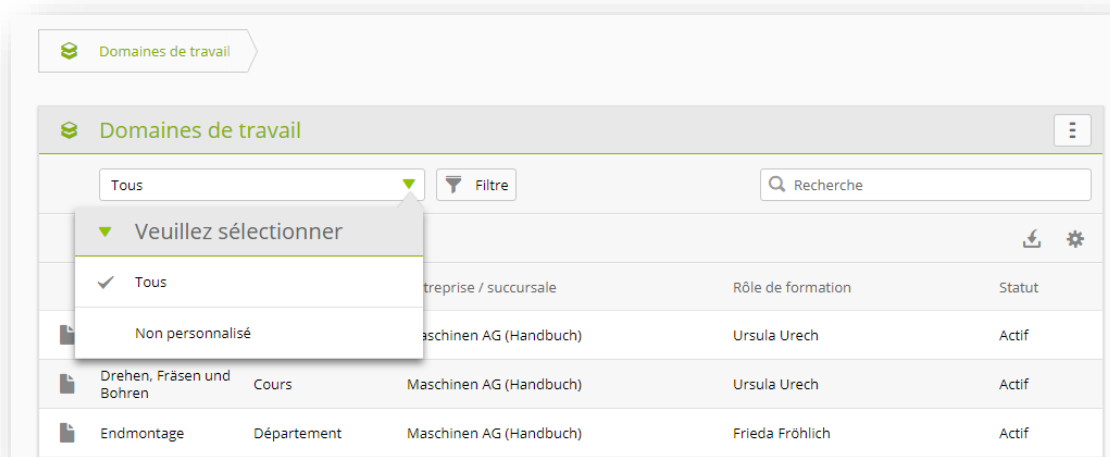 Domaines de travail
Domaines de travail
Tous
Filtre
Recherche
Veuillez sélectionner
Tous
Non personnalisé
treprise / succursale Rôle de formation Statut
aschinen AG (Handbuch) Ursula Urech Actif
Drehen, Fräsen und
Bohren
Cours Maschinen AG (Handbuch) Ursula Urech Actif
Endmontage Département Maschinen AG (Handbuch) Frieda Fröhlich Actif